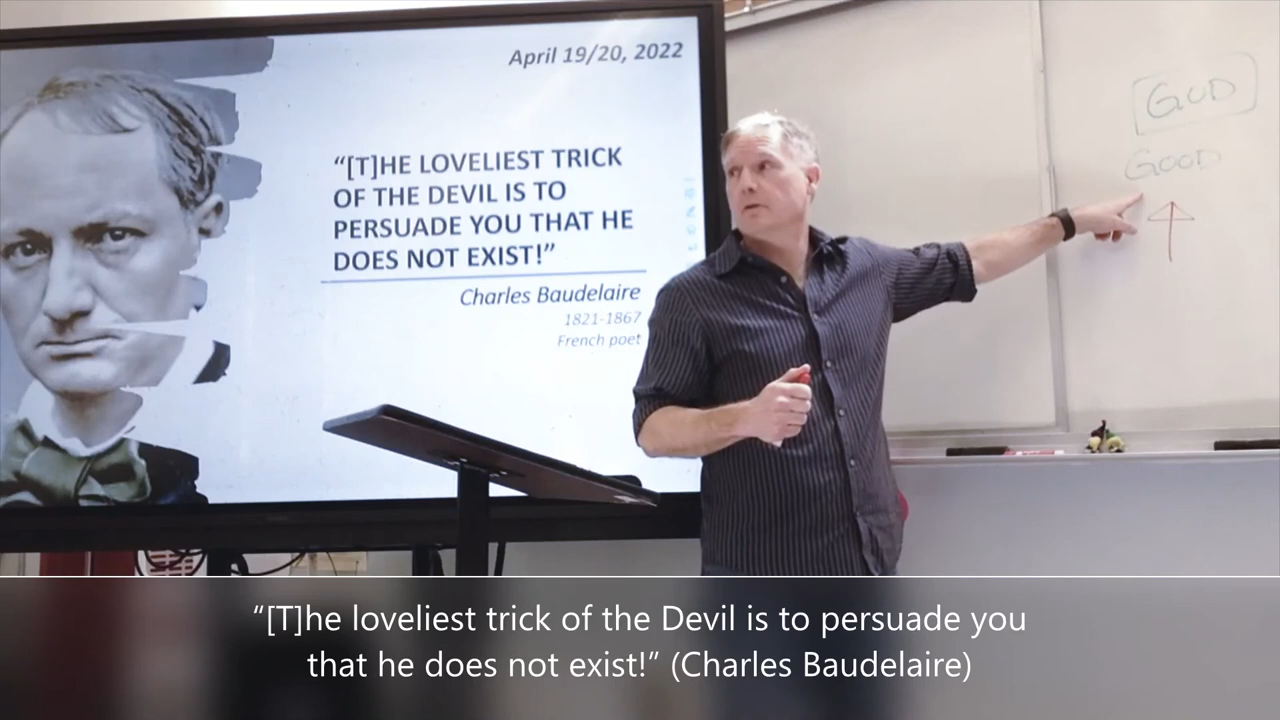 April 19/20, 2022
“[T]HE LOVELIEST TRICK
OF THE DEVIL IS TO
PERSUADE YOU THAT HE
DOES NOT EXIST!”
Charles Baudelaire
1821-1867
French poet
GOD
GOOD
“[T]he loveliest trick of the Devil is to persuade you
that he does not exist!” (Charles Baudelaire)